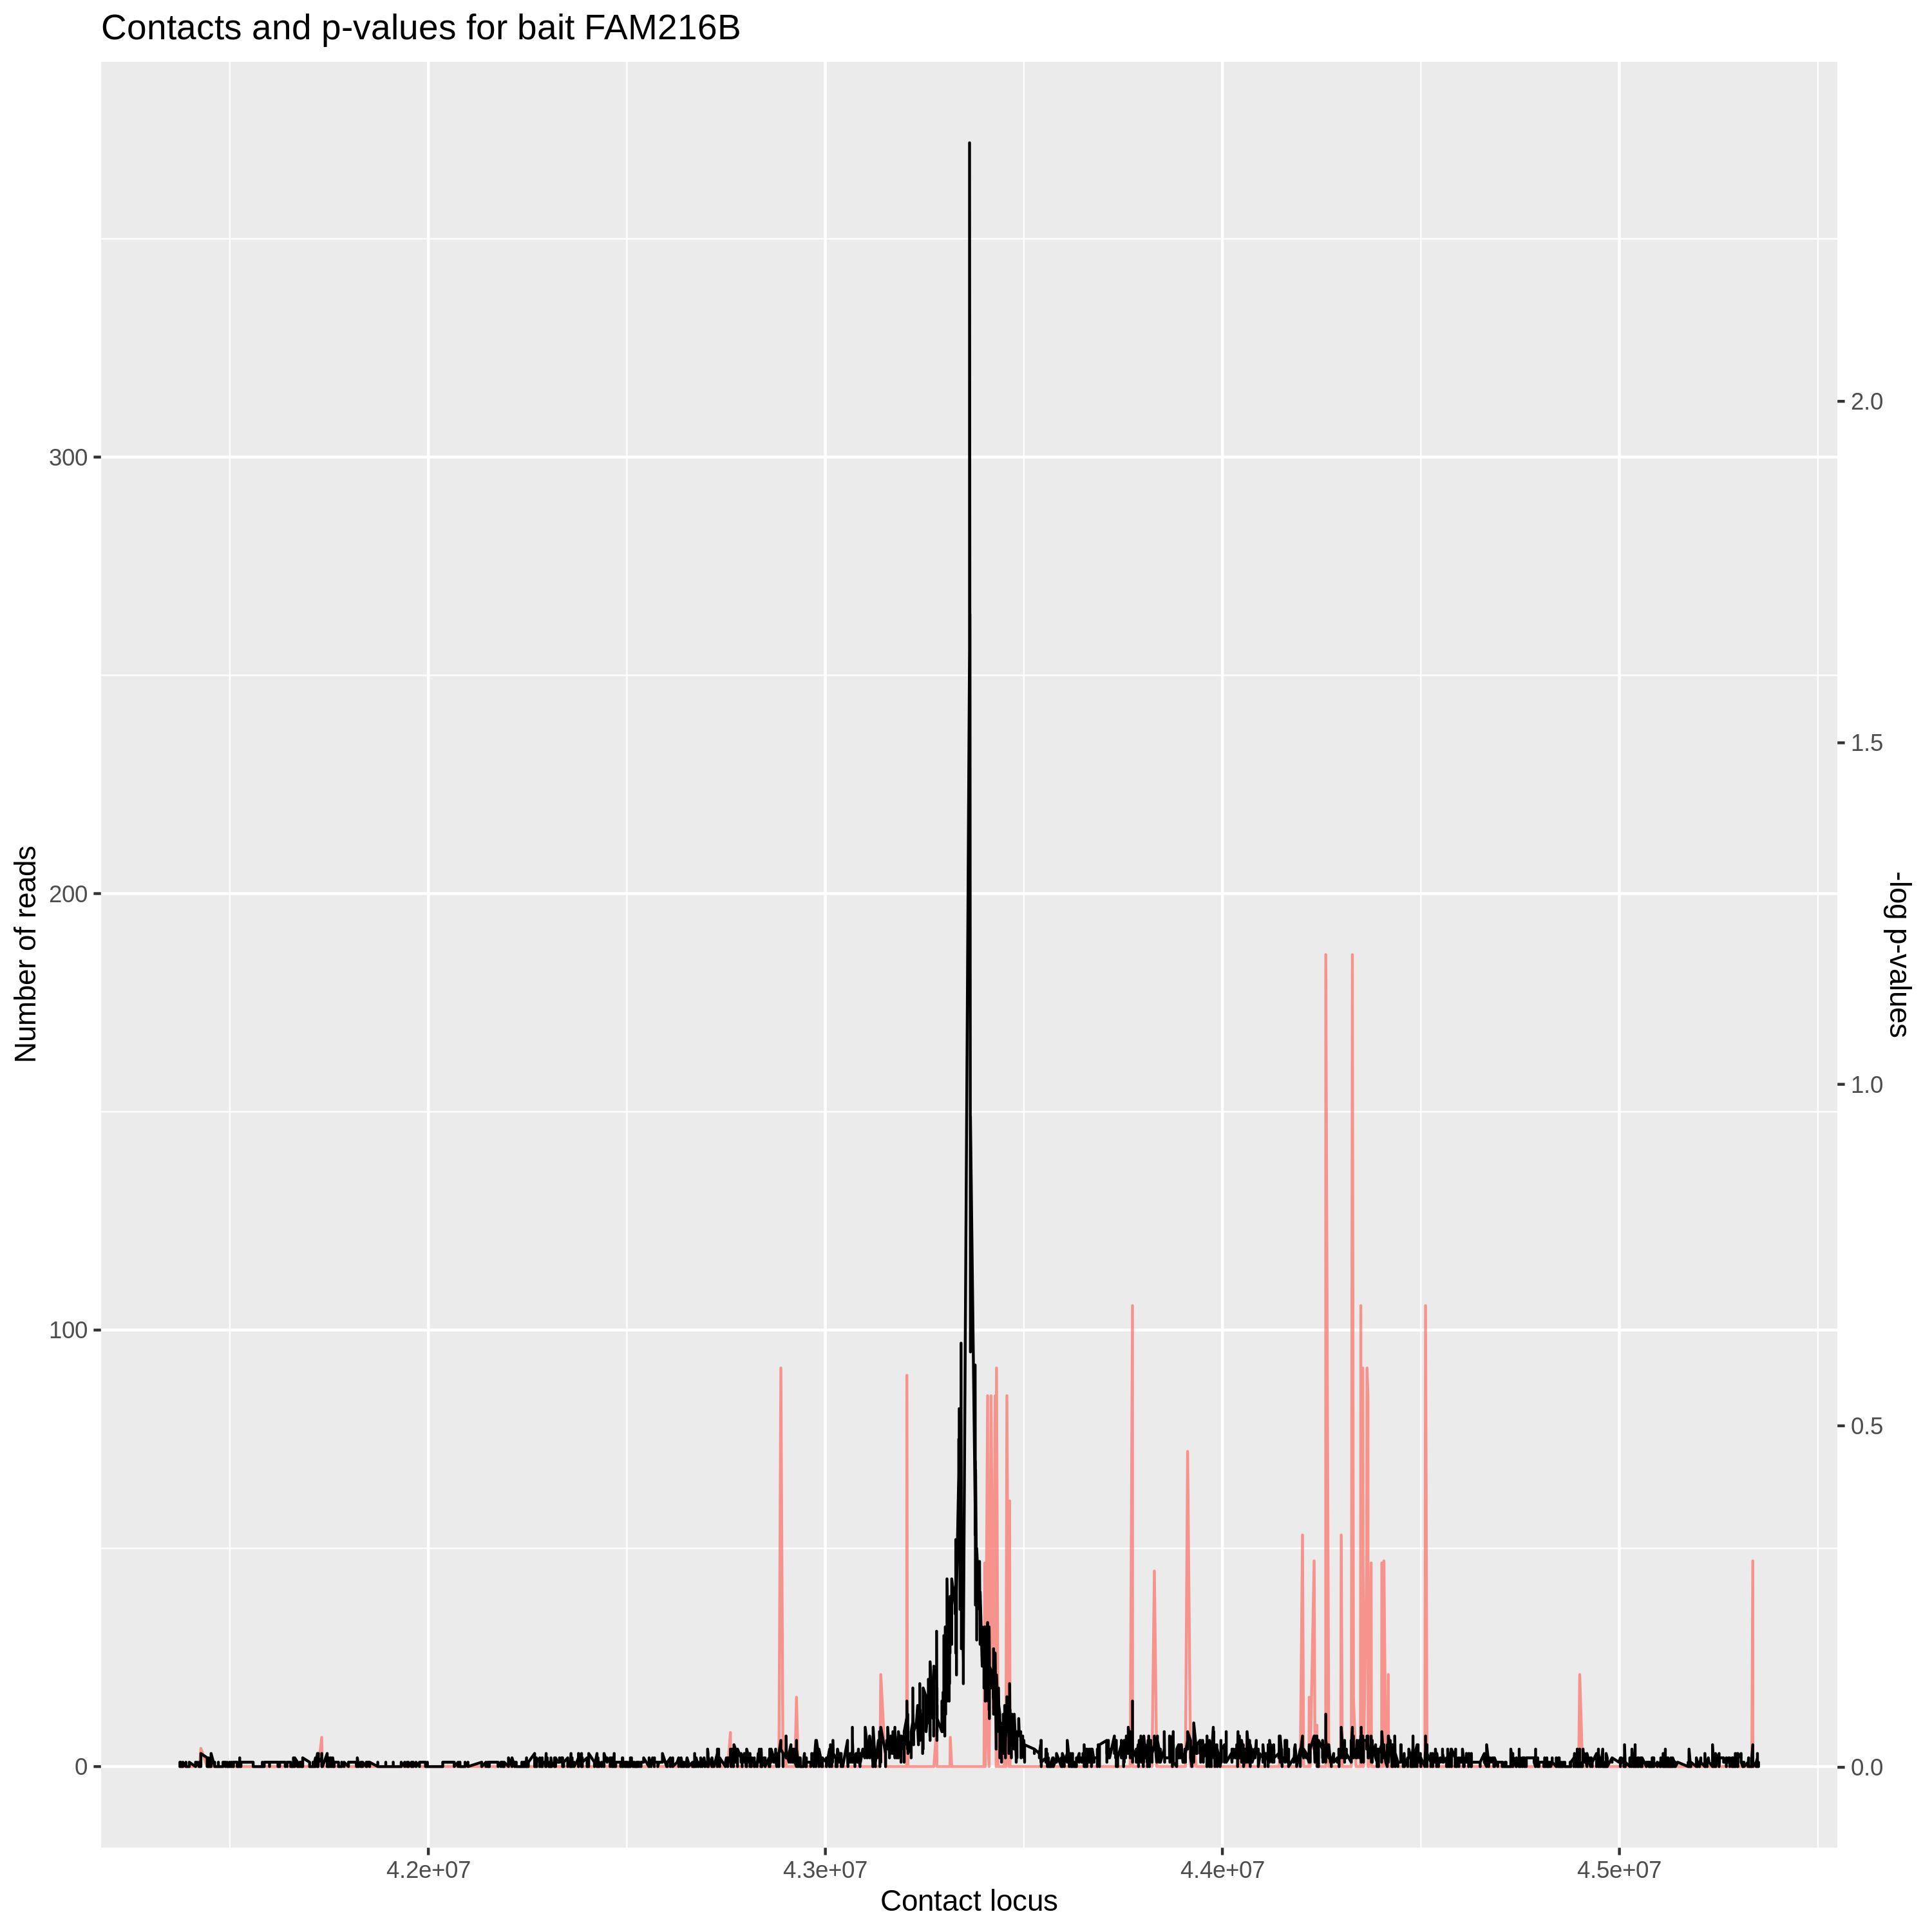 Contacts and p-values for bait FAM216B
300
200
100
0
Number of reads
2.0
1.5
1.0
0.5
0.0
-log p-values
4.2e+07
4.3e+07
4.4e+07
4.5e+07
Contact locus